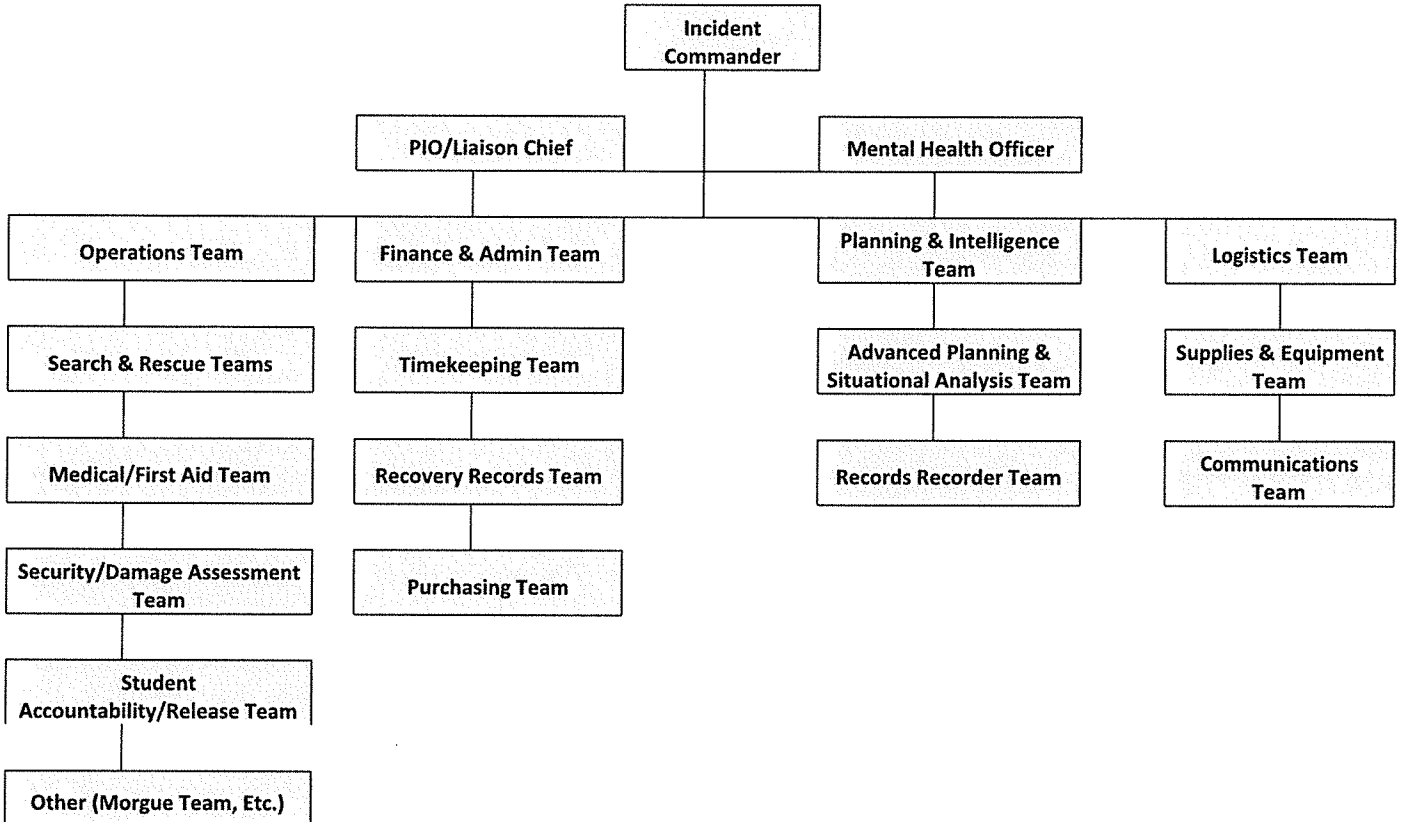 Incident
Commander
PIO/Liaison Chief
Mental Health Officer
Operations Team
Finance & Admin Team
Planning & Intelligence
Team
Logistics Team
Search & Rescue Teams
Timekeeping Team
Advanced Planning &
Situational Analysis Team
Supplies & Equipment
Team
Medical/First Aid Team
Recovery Records Team
Records Recorder Team
Communications
Team
Security/Damage Assessment
Team
Purchasing Team
Student
Accountability/Release Team
Other (Morgue Team, Etc.)